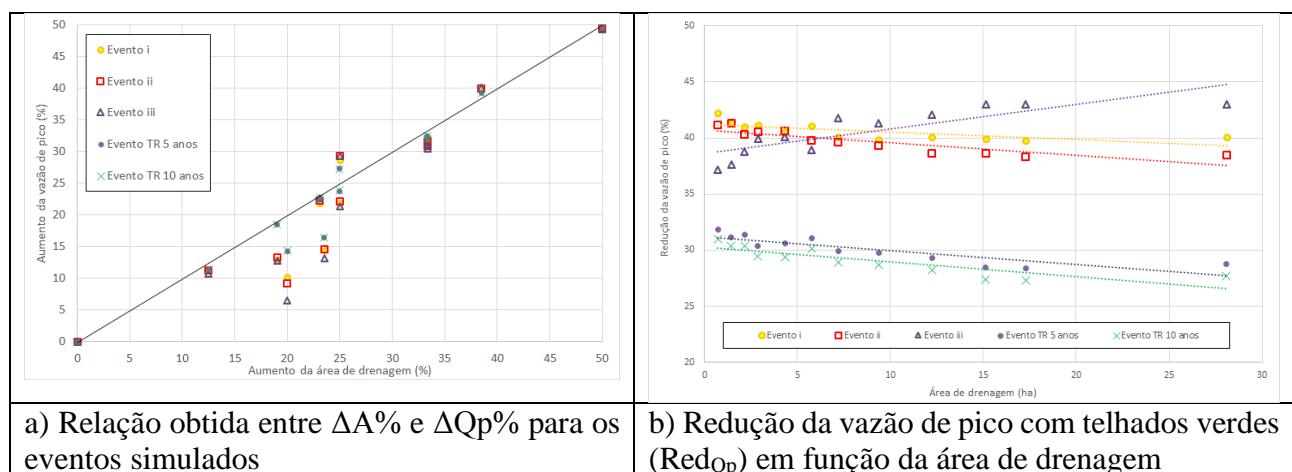 50
45
40
35
30
25
20
15
10
5
0
Aumento da vazão de pico (%)
Evento i
Evento ii
Evento iii
Evento TR 5 anos
Evento TR 10 anos
0 5 10 15 20 25 30 35 40 45 50
Aumento da área de drenagem (%)
a) Relação obtida entre ΔA% e ΔQp% para os
eventos simulados
50
45
40
35
30
25
20
Redução da vazão de pico (%)
Evento i Evento ii Evento iii Evento TR 5 anos Evento TR 10 anos
0 5 10 15 20 25 30
Área de drenagem (ha)
b) Redução da vazão de pico com telhados verdes
(Red_Qp) em função da área de drenagem